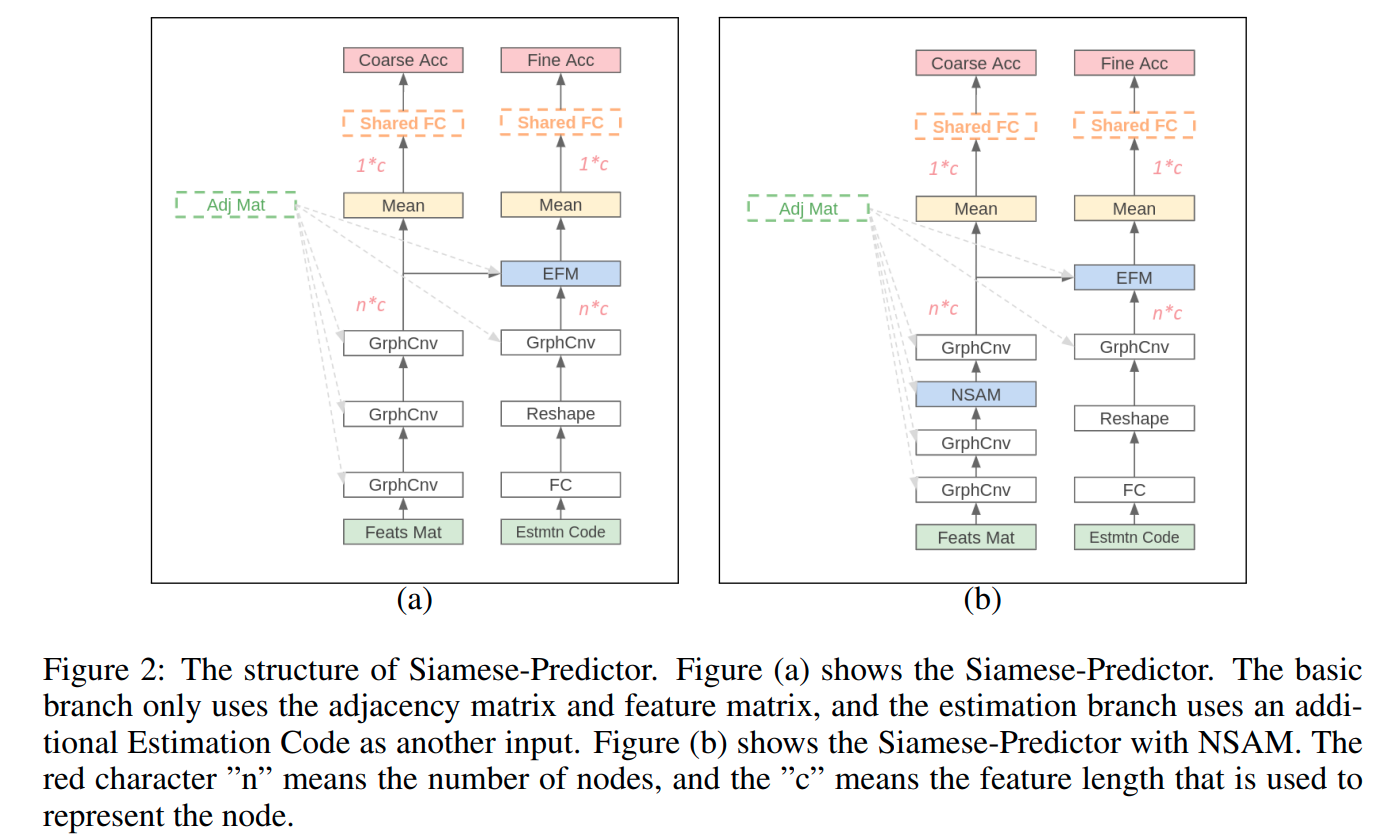 Coarse Acc
Fine Acc
Shared FC
Shared FC
1*c
1*c
Adj Mat
Mean
Mean
EFM
n*c
n*c
GrphCnv
GrphCnv
GrphCnv
Reshape
GrphCnv
FC
Feats Mat
Estmtn Code
(a)
Coarse Acc
Fine Acc
Shared FC
Shared FC
1*c
1*c
Adj Mat
Mean
Mean
EFM
n*c
n*c
GrphCnv
GrphCnv
NSAM
Reshape
GrphCnv
GrphCnv
FC
Feats Mat
Estmtn Code
(b)
Figure 2: The structure of Siamese-Predictor. Figure (a) shows the Siamese-Predictor. The basic
branch only uses the adjacency matrix and feature matrix, and the estimation branch uses an addi-
tional Estimation Code as another input. Figure (b) shows the Siamese-Predictor with NSAM. The
red character ”n” means the number of nodes, and the ”c” means the feature length that is used to
represent the node.